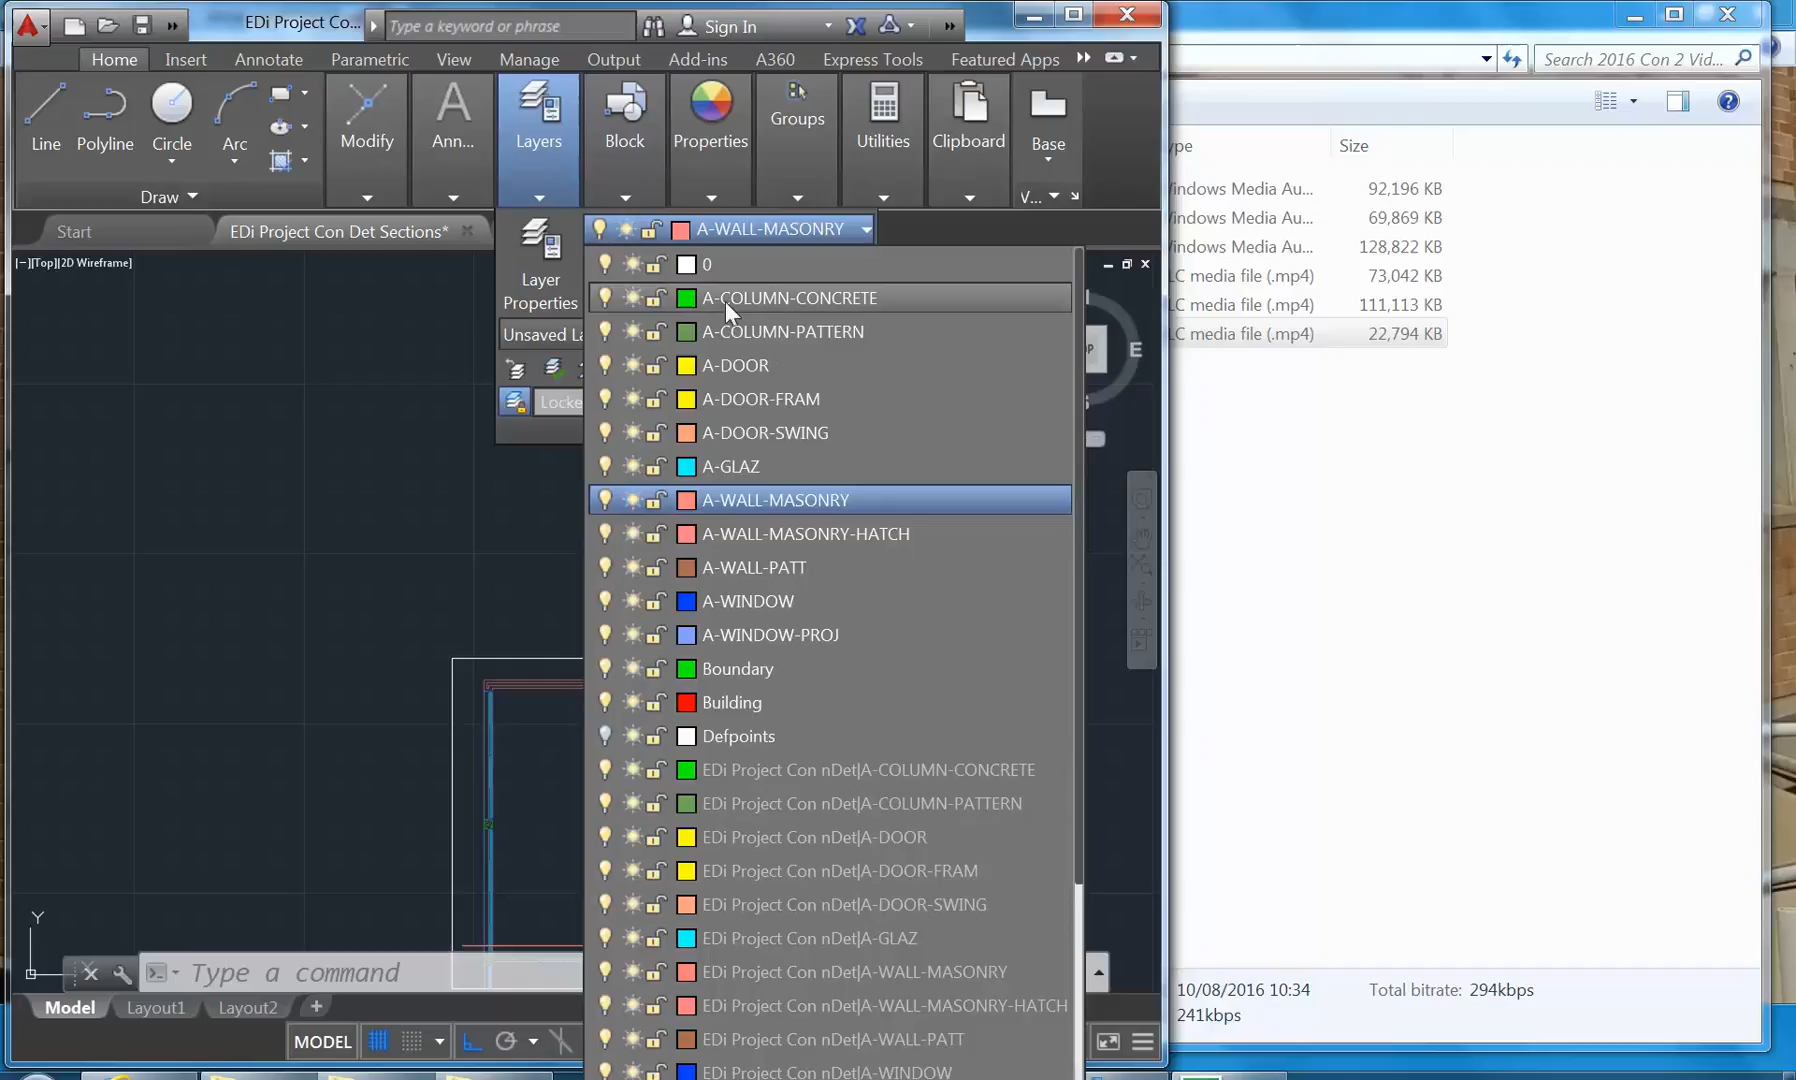 EDi Project Co...
Type a keyword or phrase
Sign In
Search 2016 Con 2 Vid...
Home
Insert
Annotate
Parametric
View
Manage
Output
Add-ins
A360
Express Tools
Featured Apps
Line
Polyline
Circle
Arc
Modify
Ann...
Layers
Block
Properties
Groups
Utilities
Clipboard
Base
Draw
V...
ype
Size
Windows Media Au...
92,196 KB
Windows Media Au...
69,869 KB
Windows Media Au...
128,822 KB
LC media file (.mp4)
73,042 KB
LC media file (.mp4)
111,113 KB
LC media file (.mp4)
22,794 KB
Start
EDi Project Con Det Sections*
A-WALL-MASONRY
[−][Top][2D Wireframe]
Layer
Properties
Unsaved La
Locke
0
A-COLUMN-CONCRETE
A-COLUMN-PATTERN
A-DOOR
A-DOOR-FRAM
A-DOOR-SWING
A-GLAZ
A-WALL-MASONRY
A-WALL-MASONRY-HATCH
A-WALL-PATT
A-WINDOW
A-WINDOW-PROJ
Boundary
Building
Defpoints
EDi Project Con nDet|A-COLUMN-CONCRETE
EDi Project Con nDet|A-COLUMN-PATTERN
EDi Project Con nDet|A-DOOR
EDi Project Con nDet|A-DOOR-FRAM
EDi Project Con nDet|A-DOOR-SWING
EDi Project Con nDet|A-GLAZ
EDi Project Con nDet|A-WALL-MASONRY
EDi Project Con nDet|A-WALL-MASONRY-HATCH
EDi Project Con nDet|A-WALL-PATT
EDi Project Con nDet|A-WINDOW
E
Y
Type a command
Model
Layout1
Layout2
MODEL
10/08/2016 10:34
Total bitrate: 294kbps
241kbps